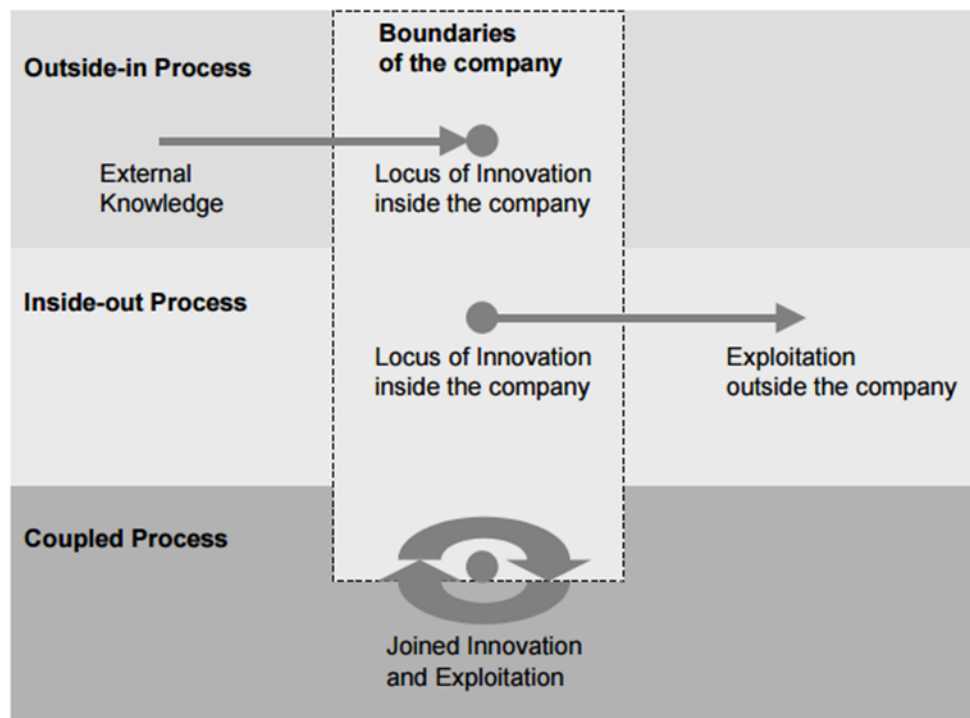 Boundaries
of the company
Outside-in Process
External
Knowledge
Locus of Innovation
inside the company
Inside-out Process
Locus of Innovation
inside the company
Exploitation
outside the company
Coupled Process
Joined Innovation
and Exploitation